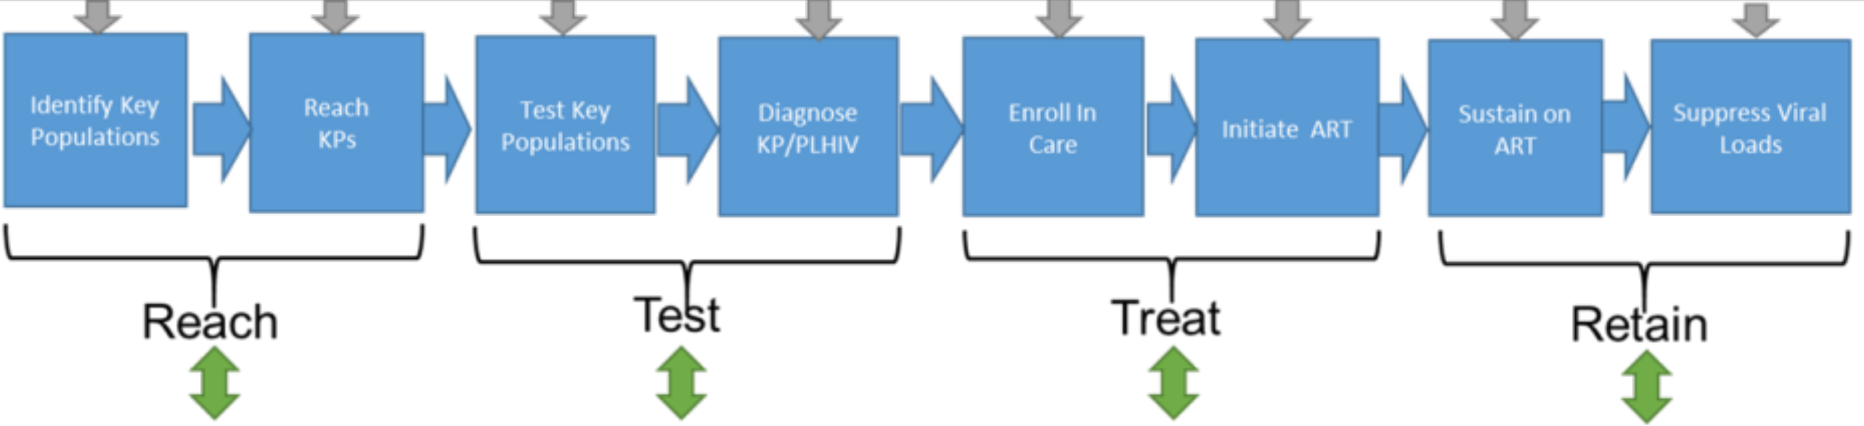 Identify Key
Populations
Reach
KPs
Test Key
Populations
Diagnose
KP/PLHIV
Enroll In
Care
Initiate ART
Sustain on
ART
Suppress Viral
Loads
Reach
Test
Treat
Retain